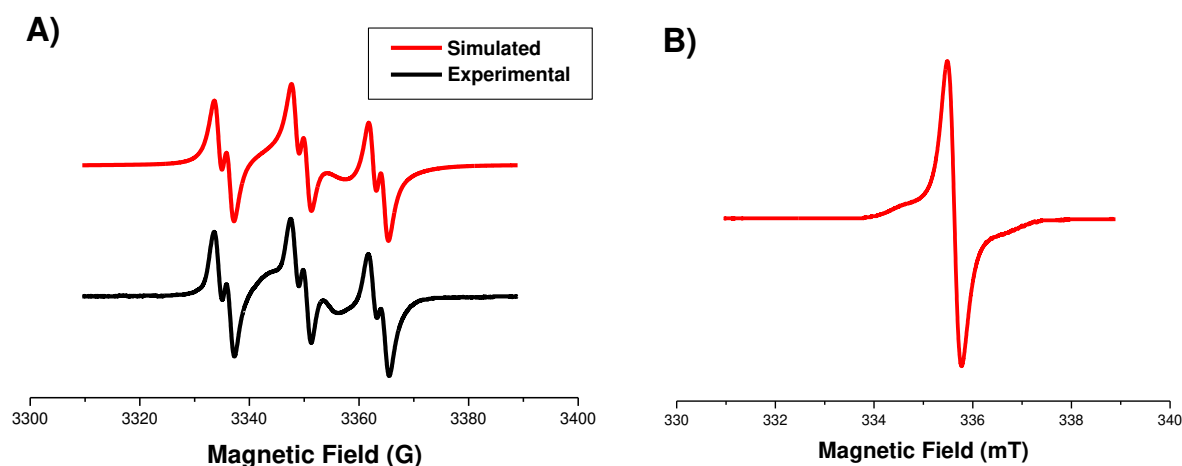 A)
Simulated
Experimental
3300 3320 3340 3360 3380 3400
Magnetic Field (G)
B)
330 332 334 336 338 340
Magnetic Field (mT)